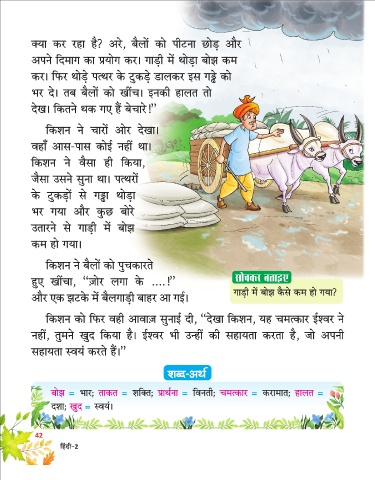 क्या कर रहा है? अरे, बैलों को पीटना छोड़ और
अपने दिमाग का प्रयोग कर। गाड़ी में थोड़ा बोझ कम
कर। फिर थोड़े पत्थर के टुकड़े डालकर इस गड्ढे को
भर दे। तब बैलों को खींच। इनकी हालत तो
देख। कितने थक गए हैं बेचारे!”
किशन ने चारों ओर देखा।
वहाँ आस-पास कोई नहीं था।
किशन ने वैसा ही किया,
जैसा उसने सुना था। पत्थरों
के टुकड़ों से गड्ढा थोड़ा
भर गया और कुछ बोरे
उतारने से गाड़ी में बोझ
कम हो गया।
किशन ने बैलों को पुचकारते
हुए खींचा, “ज़ोर लगा के ....!”
और एक झटके में बैलगाड़ी बाहर आ गई।
सोचकर बताइए
गाड़ी में बोझ कैसे कम हो गया?
किशन को फिर वही आवाज़ सुनाई दी, “देखा किशन, यह चमत्कार ईश्वर ने
नहीं, तुमने खुद किया है। ईश्वर भी उन्हीं की सहायता करता है, जो अपनी
सहायता स्वयं करते हैं।”
शब्द-अर्थ
बोझ = भार; ताकत = शक्ति; प्रार्थना = विनती; चमत्कार = करामात; हालत =
दशा; खुद = स्वयं।
42
हिंदी-2